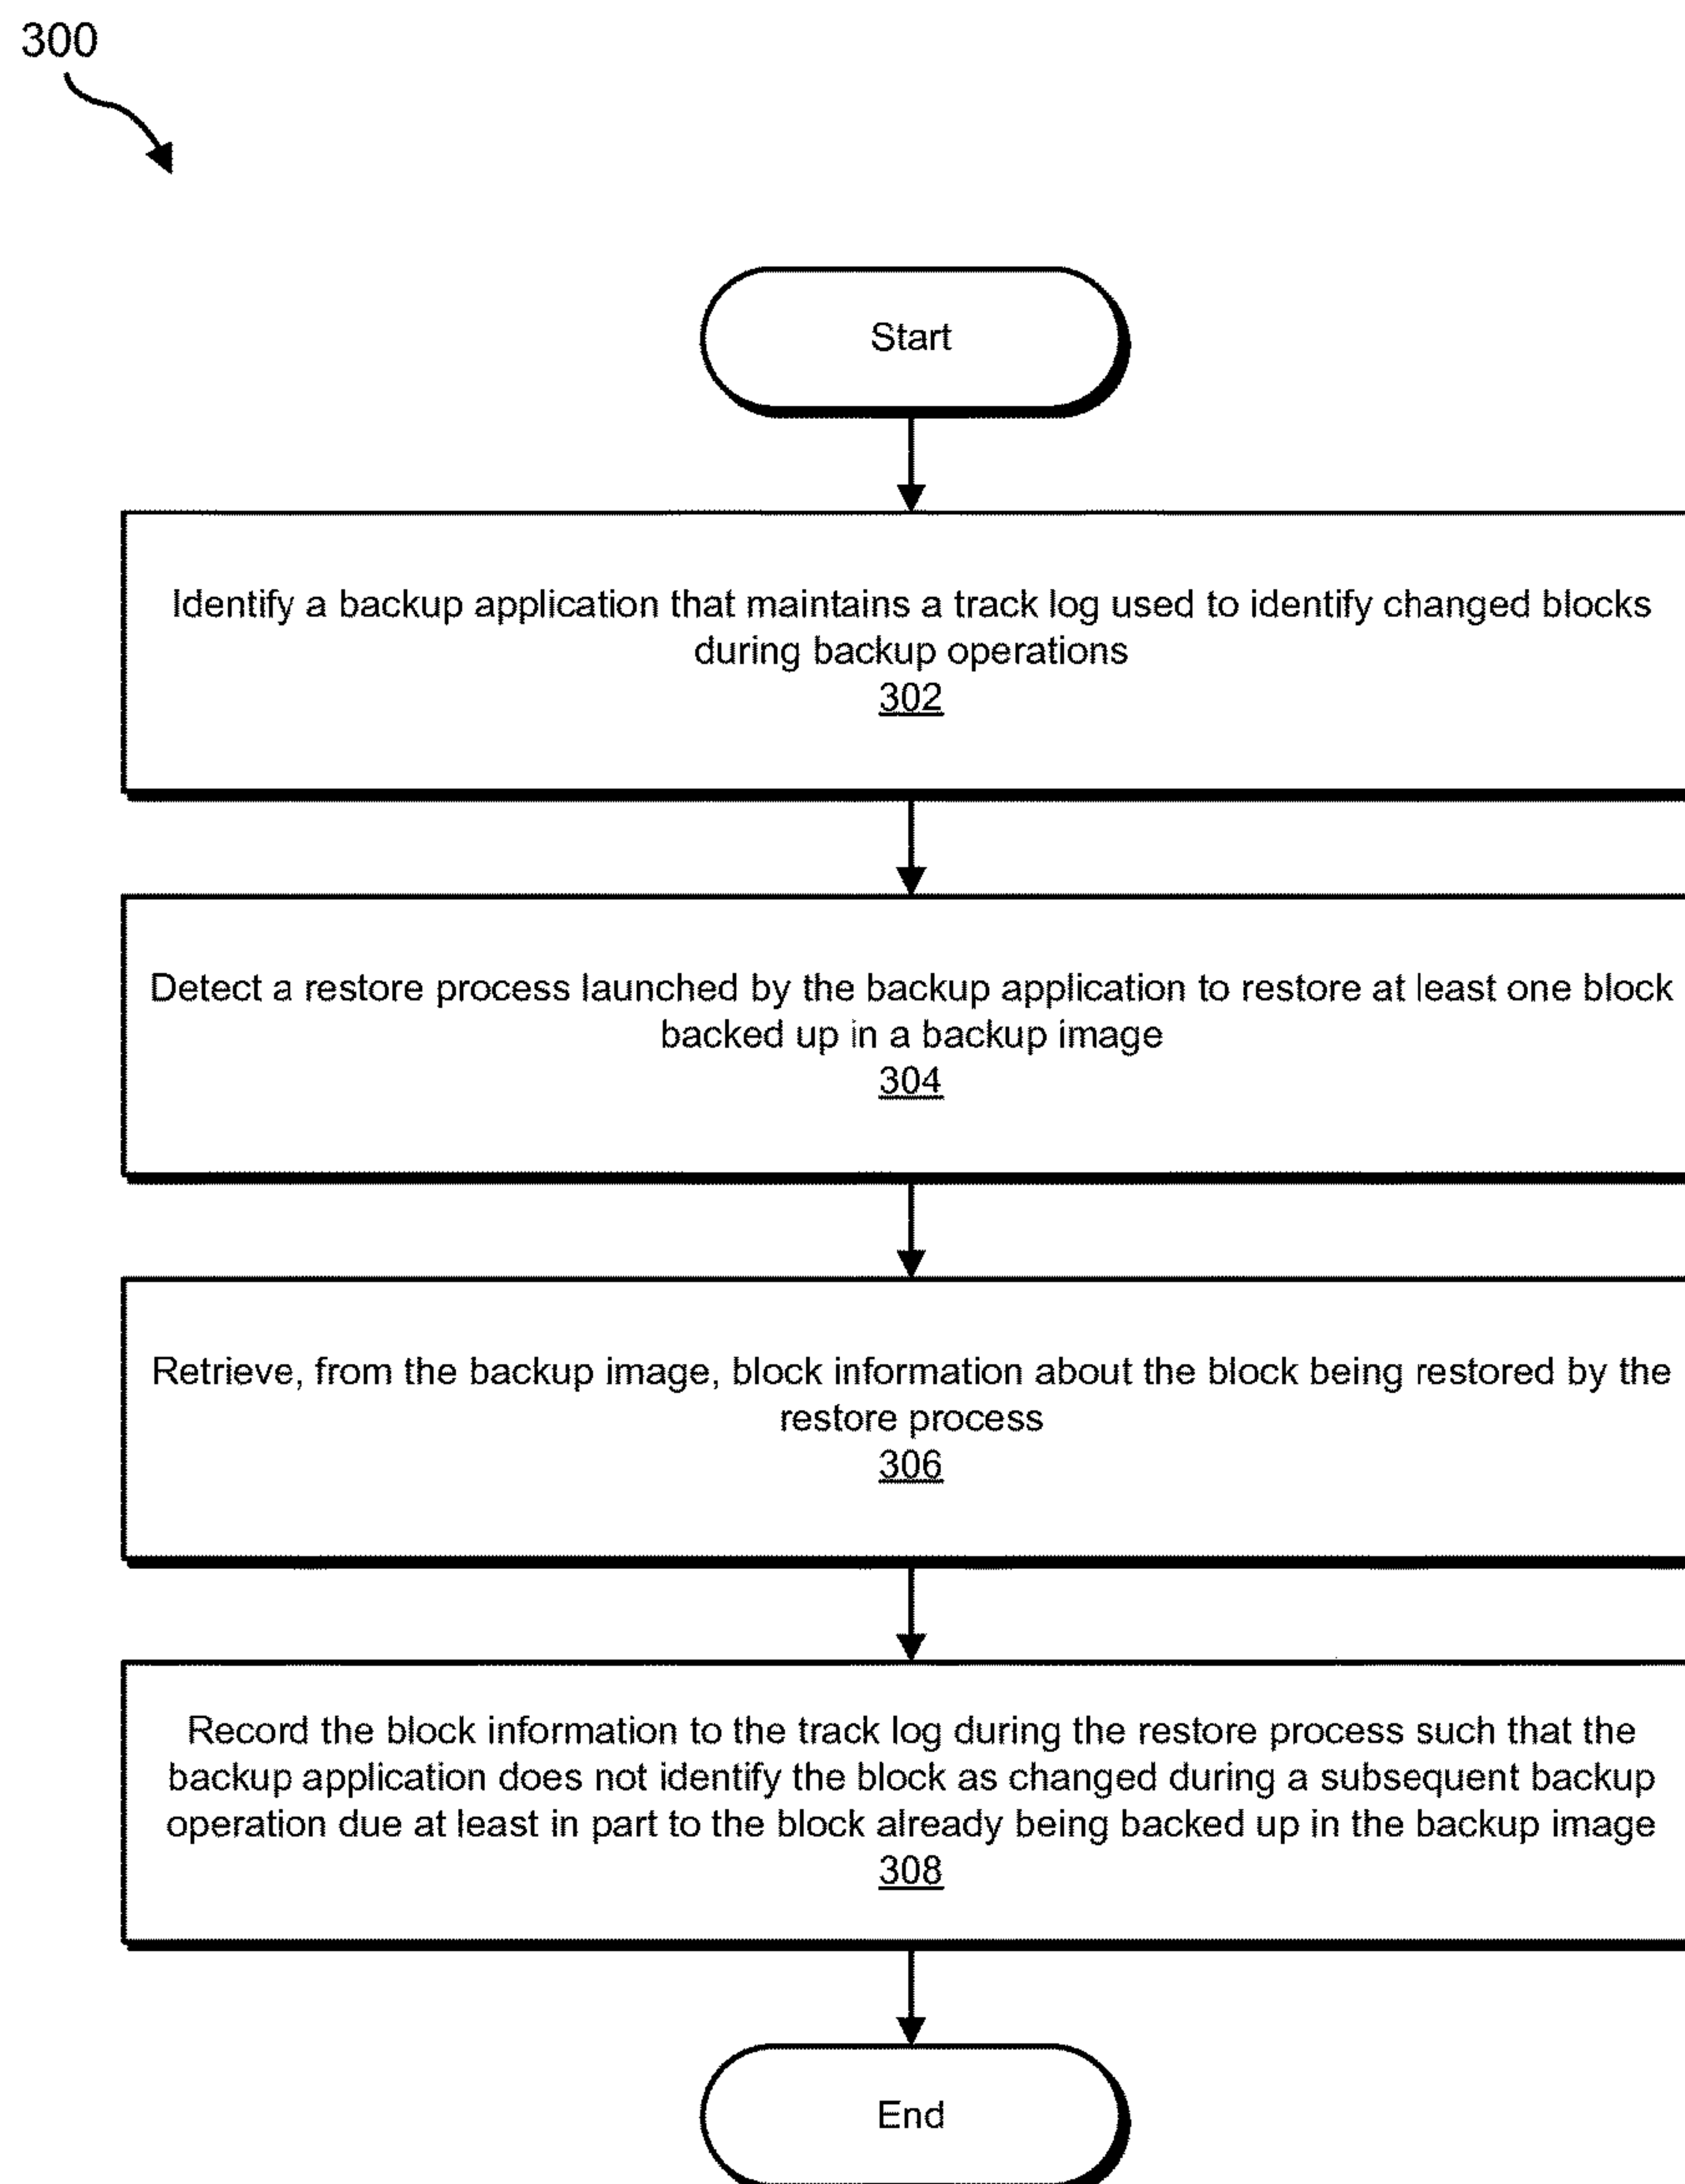 300
Start
Identify a backup application that maintains a track log used to identify changed blocks
during backup operations
302
Detect a restore process launched by the backup application to restore at least one block
backed up in a backup image
304
Retrieve, from the backup image, block information about the block being restored by the
restore process
306
Record the block information to the track log during the restore process such that the
backup application does not identify the block as changed during a subsequent backup
operation due at least in part to the block already being backed up in the backup image
308
End